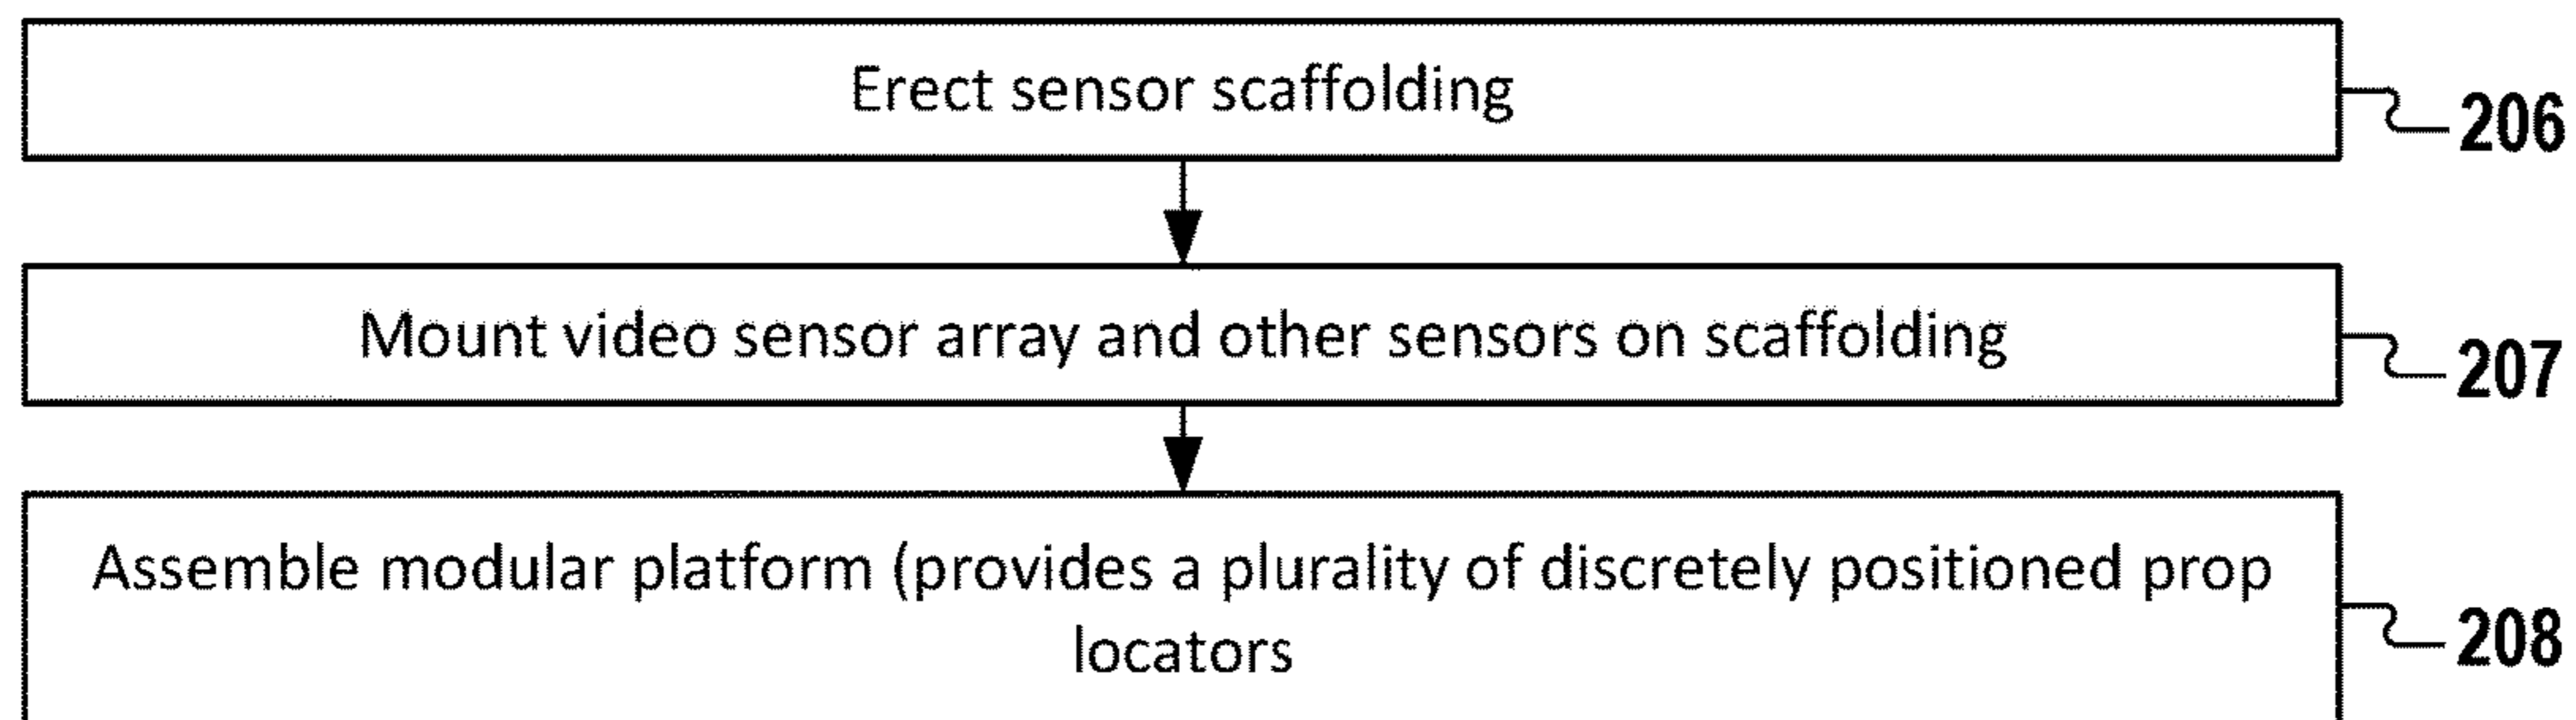 Erect sensor scaffolding
206
Mount video sensor array and other sensors on scaffolding
207
Assemble modular platform (provides a plurality of discretely positioned prop
locators
208